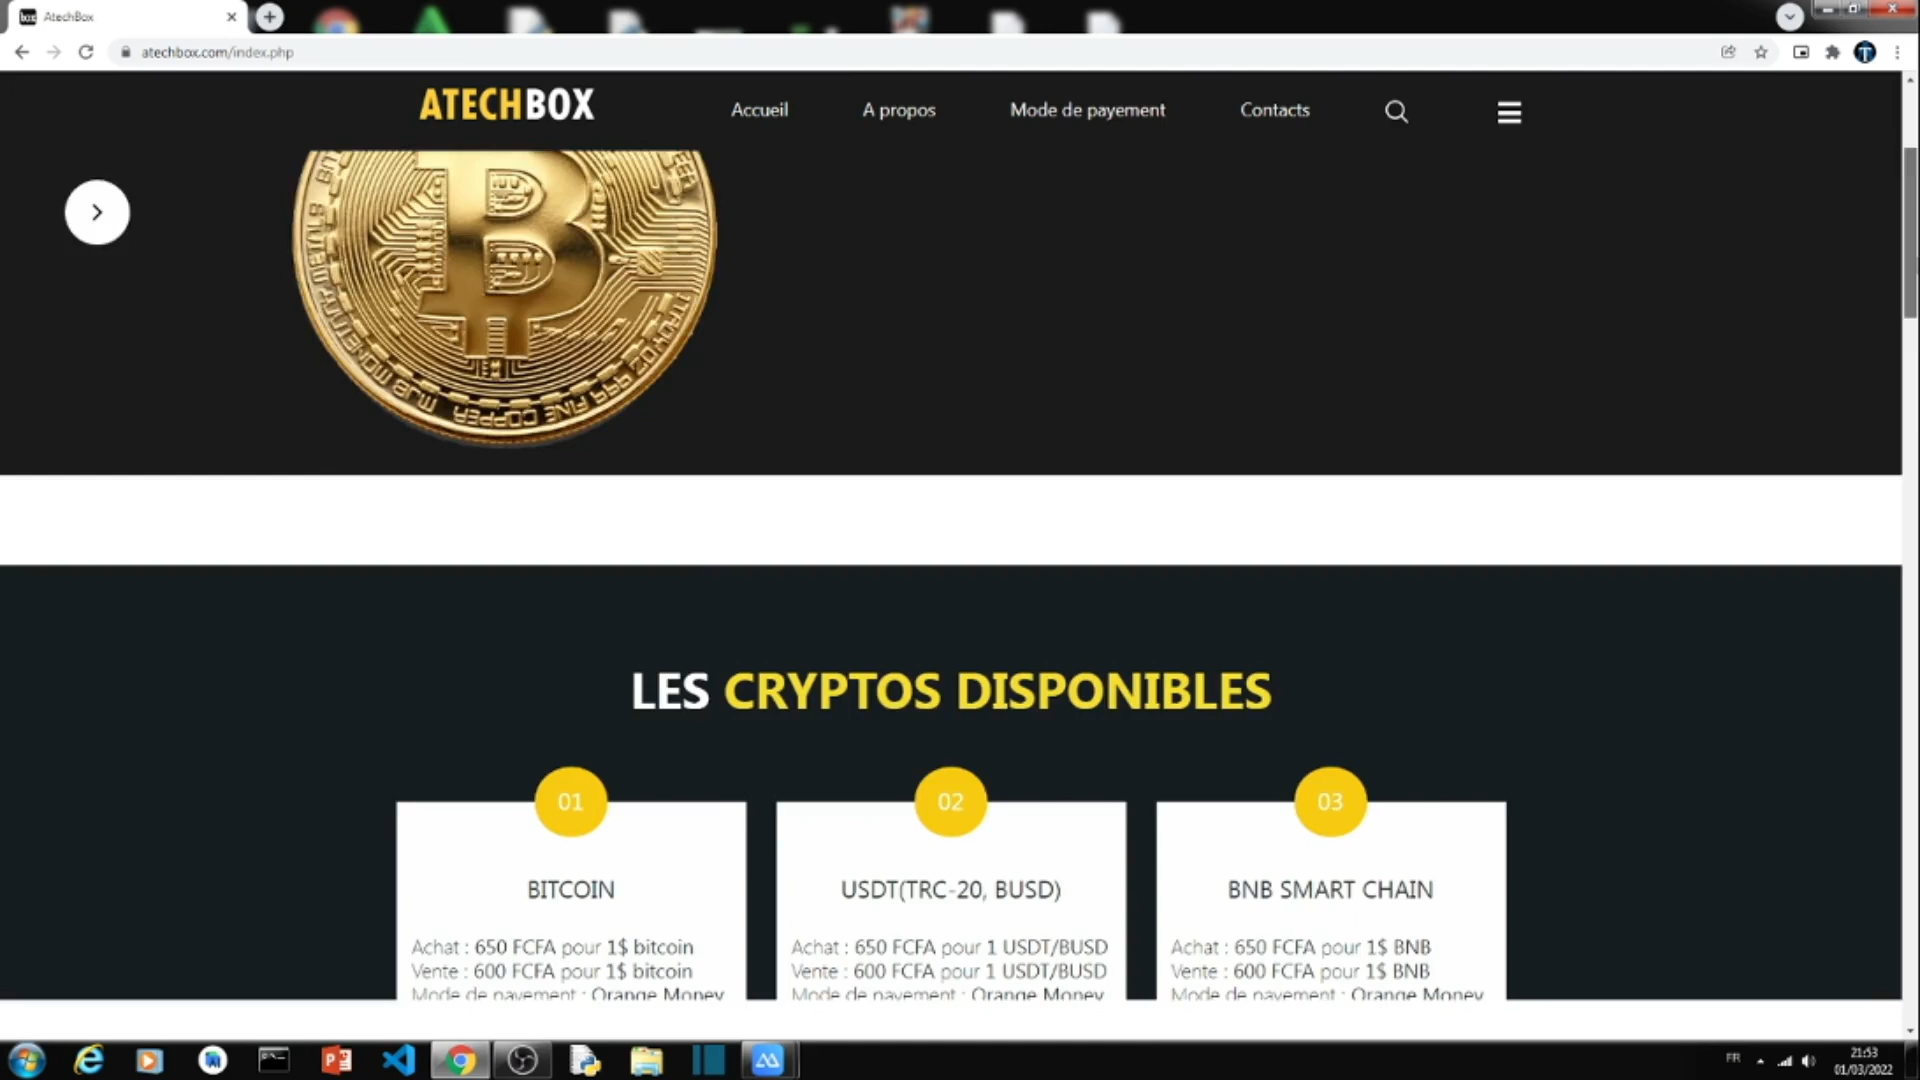 AtechBox
atechbox.com/index.php
ATECHBOX
Accueil
A propos
Mode de payement
Contacts
LES CRYPTOS DISPONIBLES
01
BITCOIN
Achat : 650 FCFA pour 1$ bitcoin
Vente : 600 FCFA pour 1$ bitcoin
Mode de payement : Orange Money
02
USDT(TRC-20, BUSD)
Achat : 650 FCFA pour 1 USDT/BUSD
Vente : 600 FCFA pour 1 USDT/BUSD
Mode de payement : Orange Money
03
BNB SMART CHAIN
Achat : 650 FCFA pour 1$ BNB
Vente : 600 FCFA pour 1$ BNB
Mode de payement : Orange Money
FR
21:53
01/03/2022